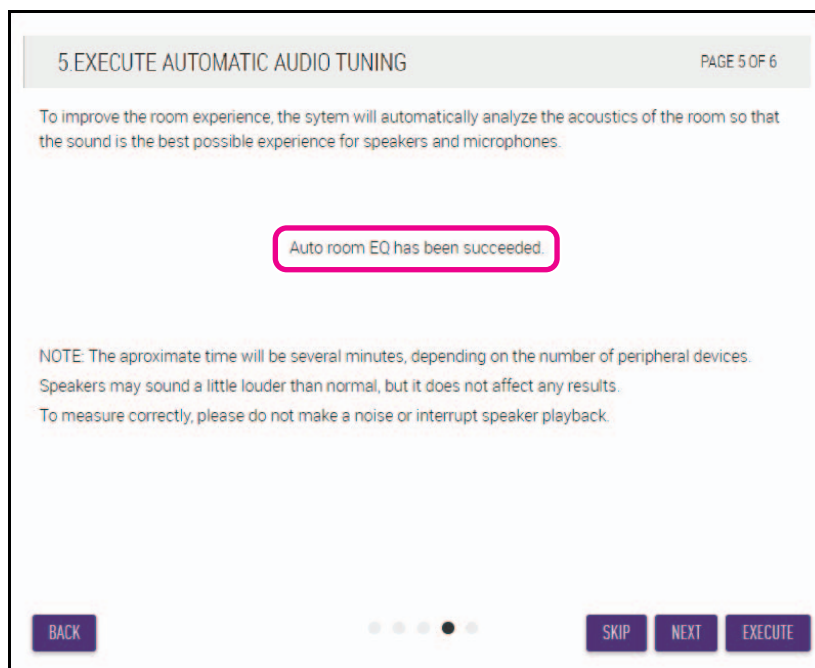 5.EXECUTE AUTOMATIC AUDIO TUNING PAGE 5 OF 6
To improve the room experience, the sytem will automatically analyze the acoustics of the room so that
the sound is the best possible experience for speakers and microphones.
Auto room EQ has been succeeded.
NOTE: The aproximate time will be several minutes, depending on the number of peripheral devices.
Speakers may sound a little louder than normal, but it does not affect any results.
To measure correctly, please do not make a noise or interrupt speaker playback.
BACK SKIP NEXT EXECUTE